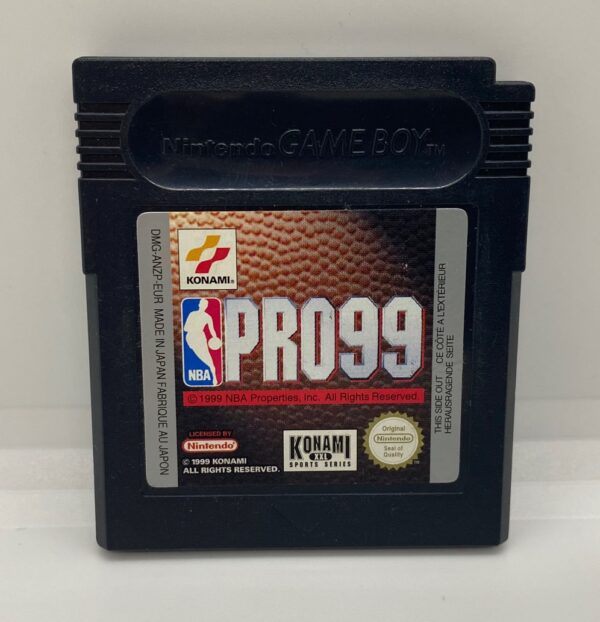 Nintendo GAME BOY TM
DMG-ANZP-EUR MADE IN JAPAN FABRIQUE AU JAPON
KONAMI®
NBA
PRO99
© 1999 NBA Properties, Inc. All Rights Reserved.
LICENSED BY
Nintendo
© 1999 KONAMI
ALL RIGHTS RESERVED.
KONAMI
XXL
SPORTS SERIES
Original
Nintendo
Seal of
Quality
THIS SIDE OUT CE CÔTÉ A L'EXTÉRIEUR
HERAUSRAGENDE SEITE